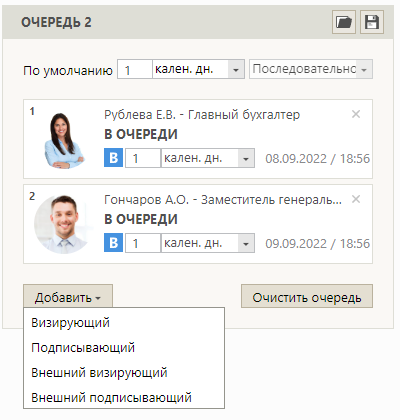 ОЧЕРЕДЬ 2
По умолчанию 1 кален. дн. Последовательно
1 Рублева Е.В. - Главный бухгалтер
В ОЧЕРЕДИ
В 1 кален. дн. 08.09.2022 / 18:56
2 Гончаров А.О. - Заместитель генераль...
В ОЧЕРЕДИ
В 1 кален. дн. 09.09.2022 / 18:56
Добавить Очистить очередь
Визирующий
Подписывающий
Внешний визирующий
Внешний подписывающий